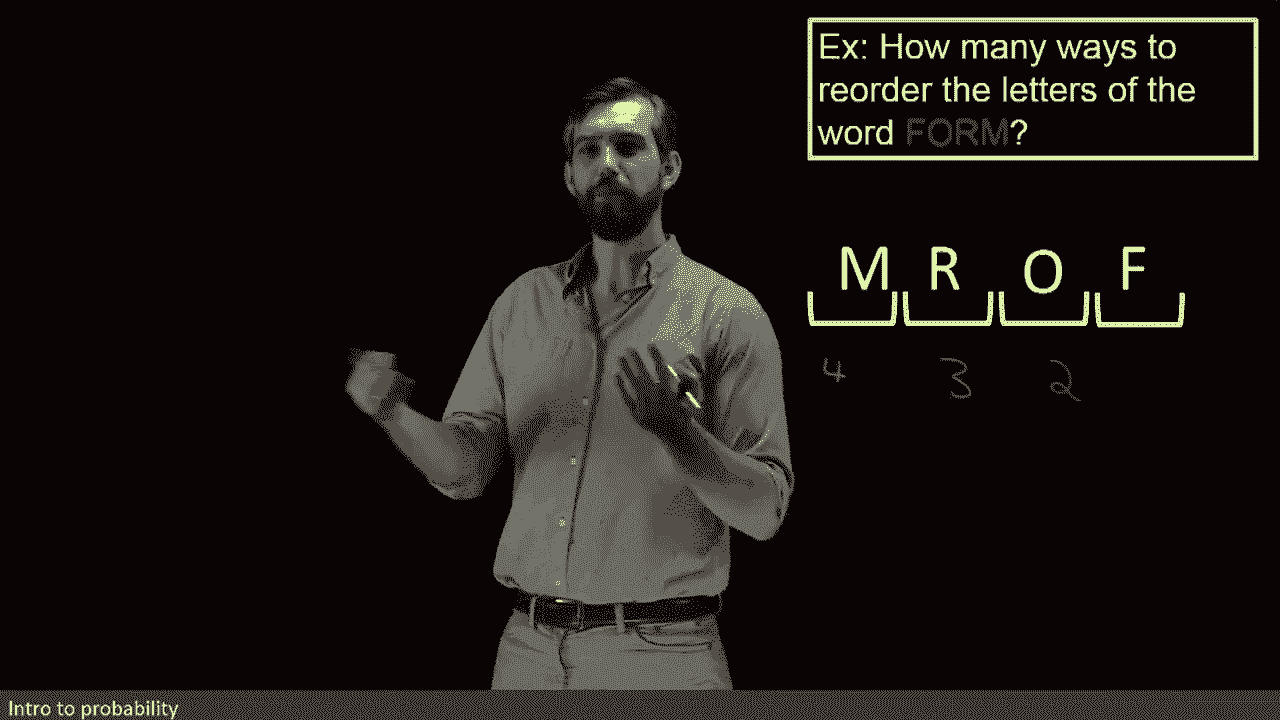 Ex: How many ways to
reorder the letters of the
word FORM?
M R O F
4 3 2
Intro to probability